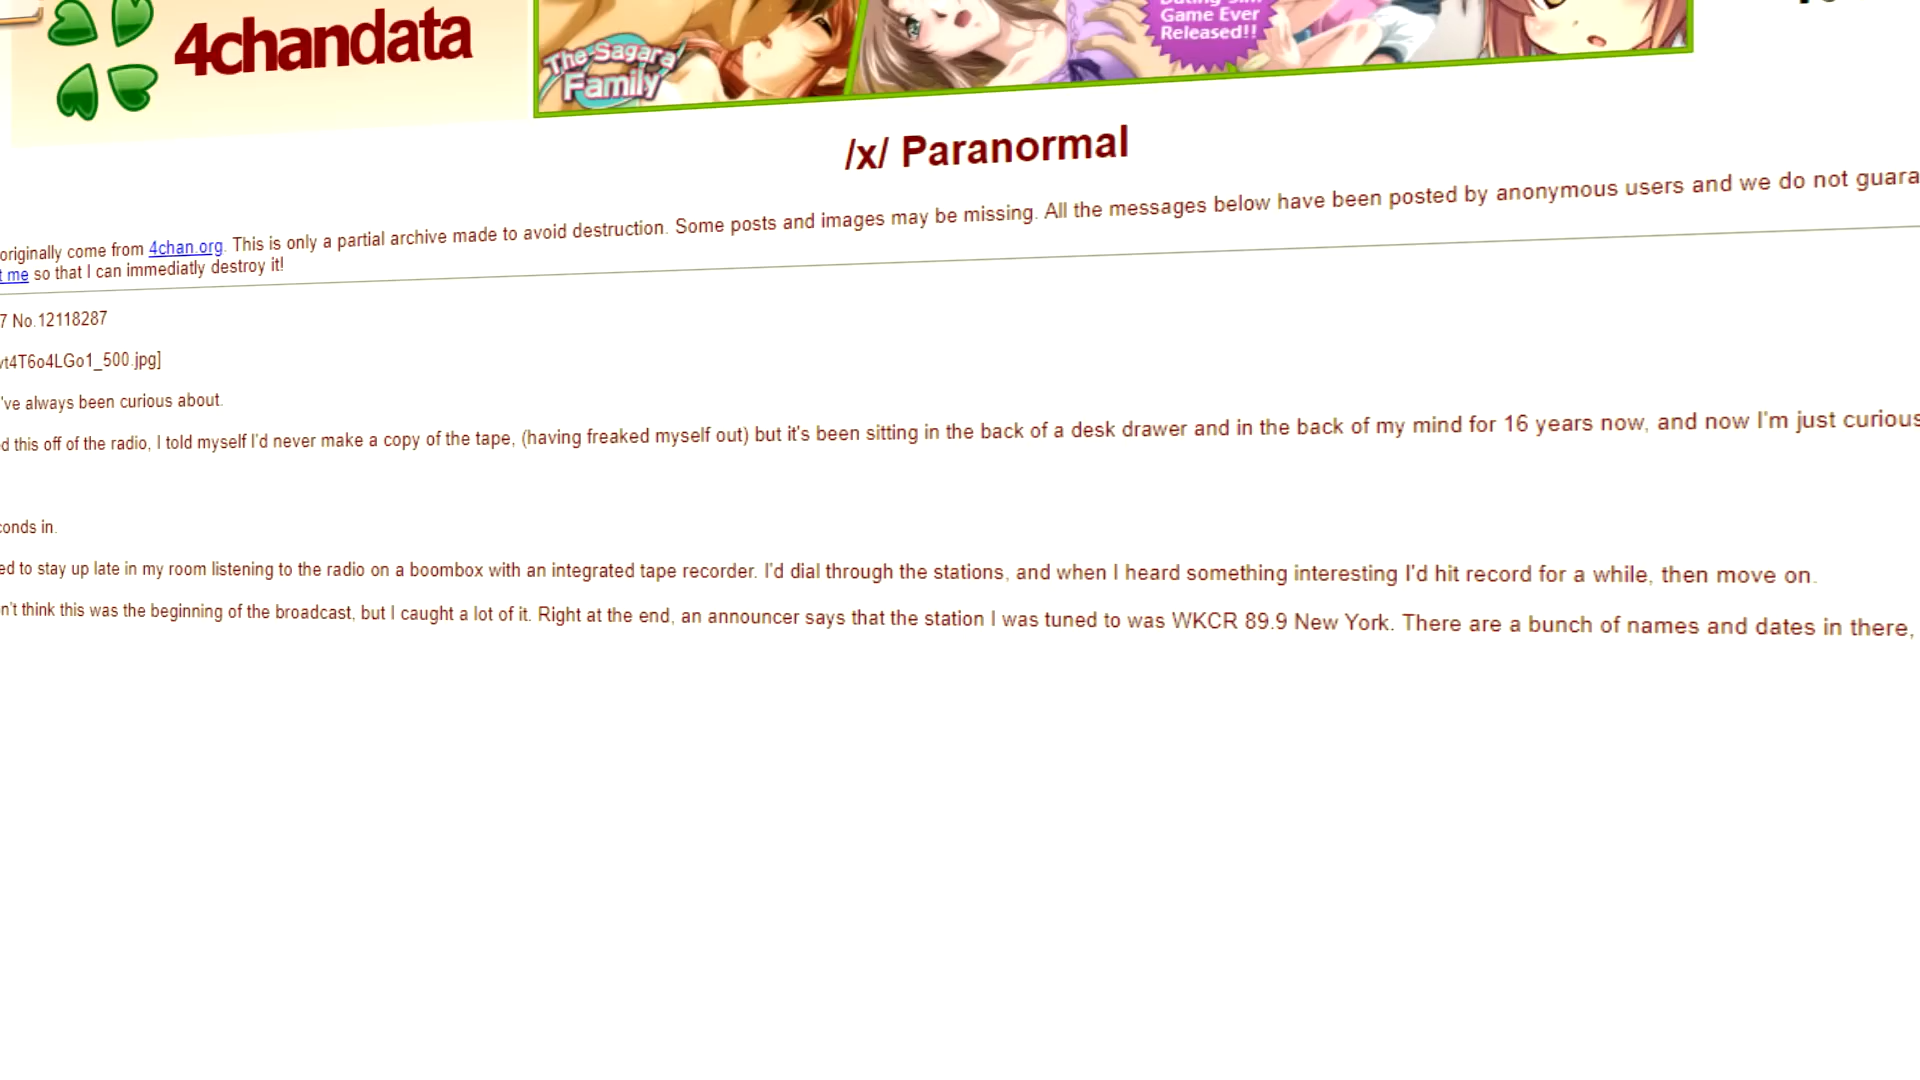 4chandata
The Sagara
Family
Game Ever
Released!!
/x/ Paranormal
originally come from 4chan.org. This is only a partial archive made to avoid destruction. Some posts and images may be missing. All the messages below have been posted by anonymous users and we do not guara
t me so that I can immediatly destroy it!
7 No.12118287
vt4T6o4LGo1_500.jpg]
've always been curious about.
d this off of the radio, I told myself I'd never make a copy of the tape, (having freaked myself out) but it's been sitting in the back of a desk drawer and in the back of my mind for 16 years now, and now I'm just curious
conds in.
ed to stay up late in my room listening to the radio on a boombox with an integrated tape recorder. I'd dial through the stations, and when I heard something interesting I'd hit record for a while, then move on.
n't think this was the beginning of the broadcast, but I caught a lot of it. Right at the end, an announcer says that the station I was tuned to was WKCR 89.9 New York. There are a bunch of names and dates in there,